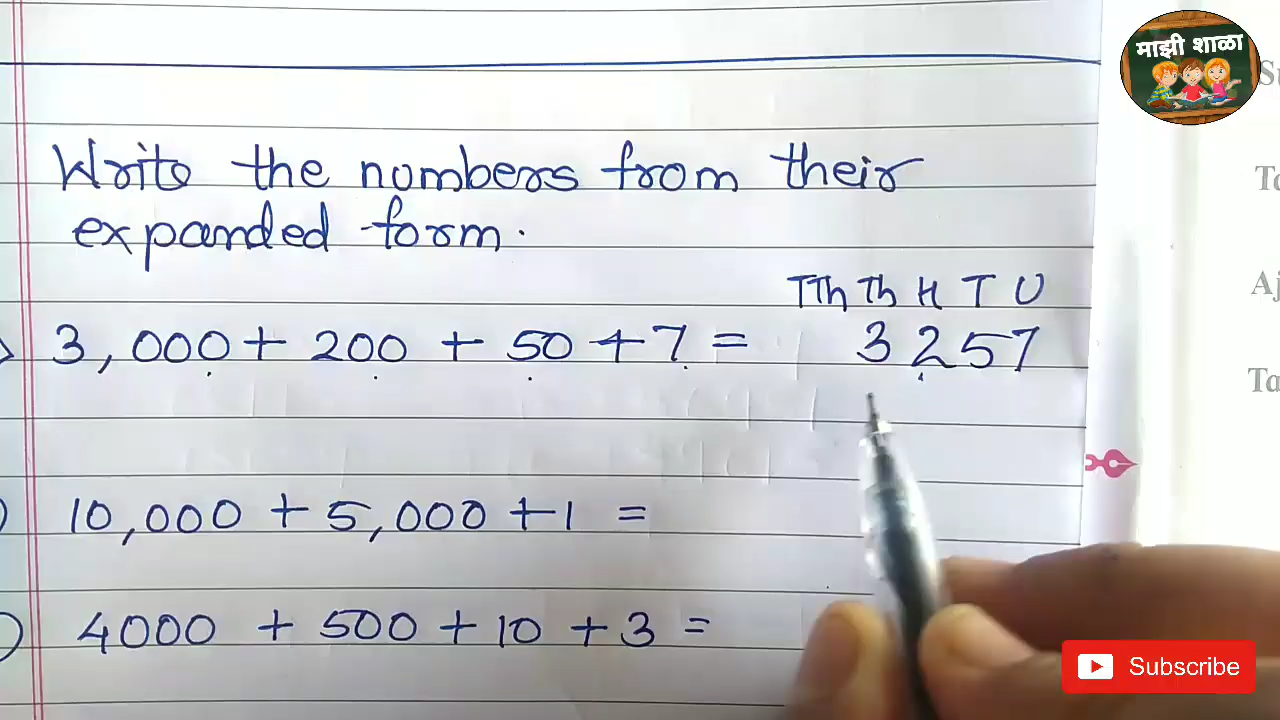 माझी शाळा
Write the numbers from their
expanded form.
TTh Th H T U
3,000 + 200 + 50 + 7 = 3257
10,000 + 5,000 + 1 =
4000 + 500 + 10 + 3 =
Subscribe